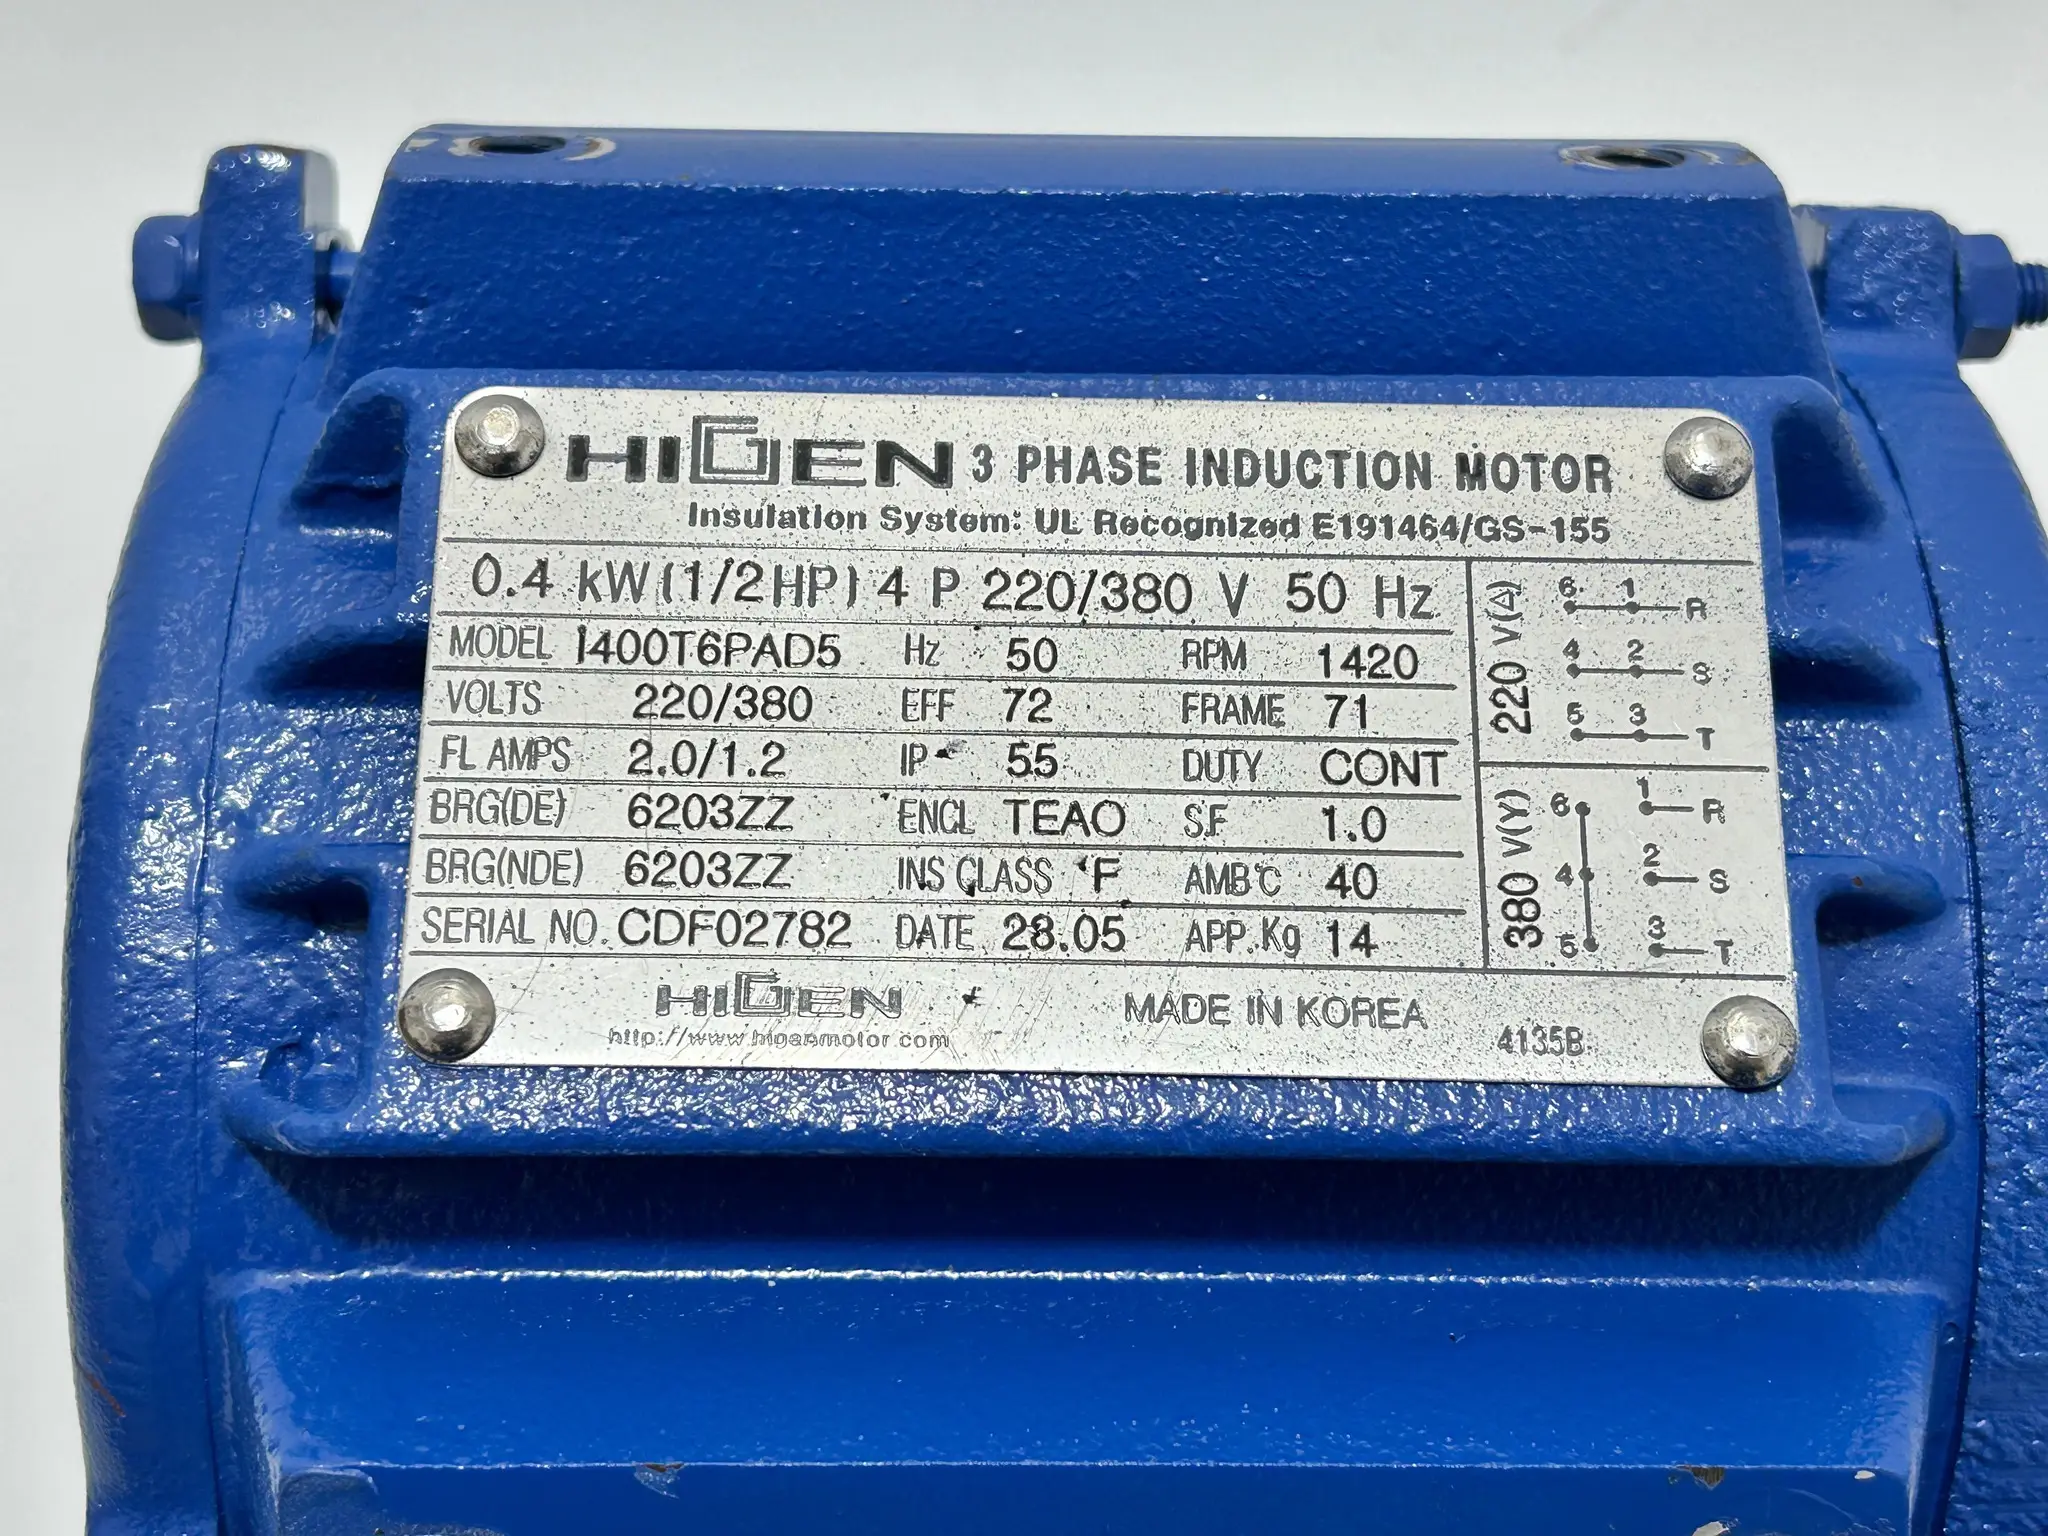 HIGEN 3 PHASE INDUCTION MOTOR
Insulation System: UL Recognized E191464/GS-155
0.4 kW (1/2HP) 4 P 220/380 V 50 Hz
MODEL I400T6PAD5 Hz 50 RPM 1420
VOLTS 220/380 EFF 72 FRAME 71
FL AMPS 2.0/1.2 IP 55 DUTY CONT
BRG(DE) 6203ZZ ENCL TEAO S.F 1.0
BRG(NDE) 6203ZZ INS CLASS F AMB℃ 40
SERIAL NO. CDF02782 DATE 28.05 APP.Kg 14
220 V(Δ)
6 1 R
4 2 S
5 3 T
380 V(Y)
6 1 R
4 2 S
5 3 T
HIGEN MADE IN KOREA
http://www.higenmotor.com 4135B